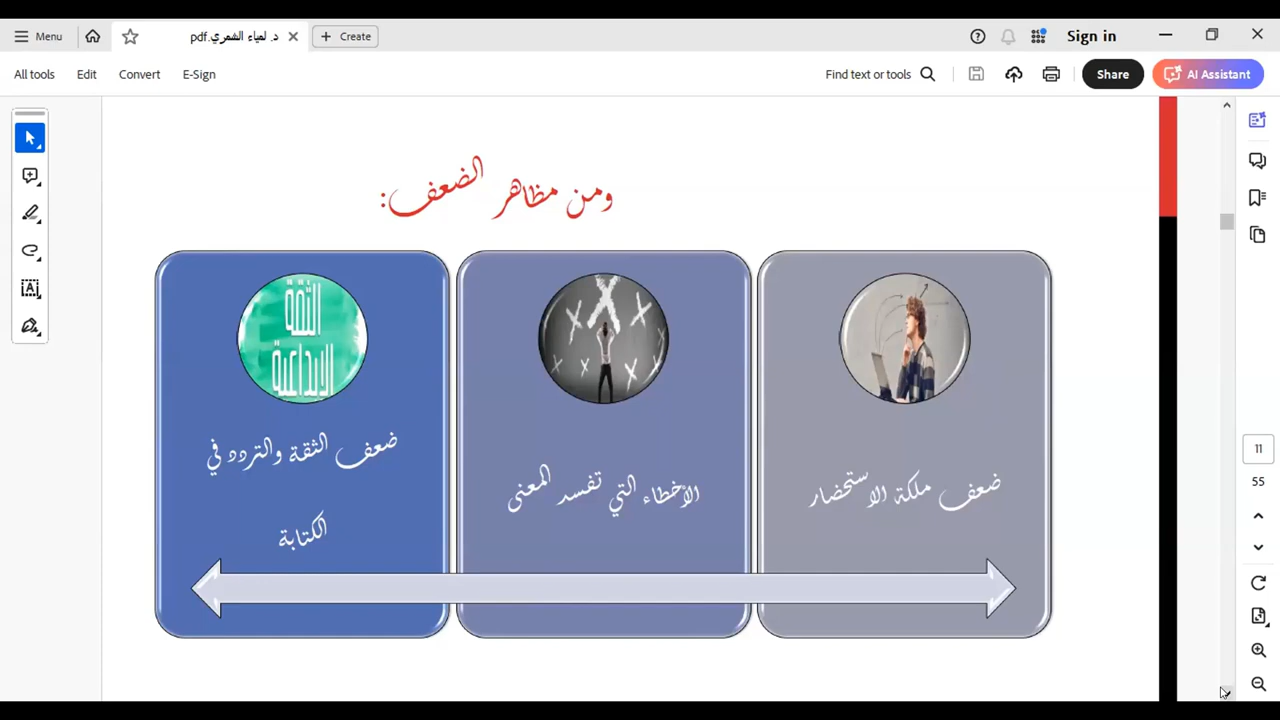 Menu
د. لمياء الشمري.pdf
Create
Sign in
All tools
Edit
Convert
E-Sign
Find text or tools
Share
AI Assistant
ومن مظاهر الضعف:
ضعف ملكة الاستحضار
الأخطاء التي تفسد المعنى
الثقة
الابداعية
ضعف الثقة والتردد في
الكتابة
11
55